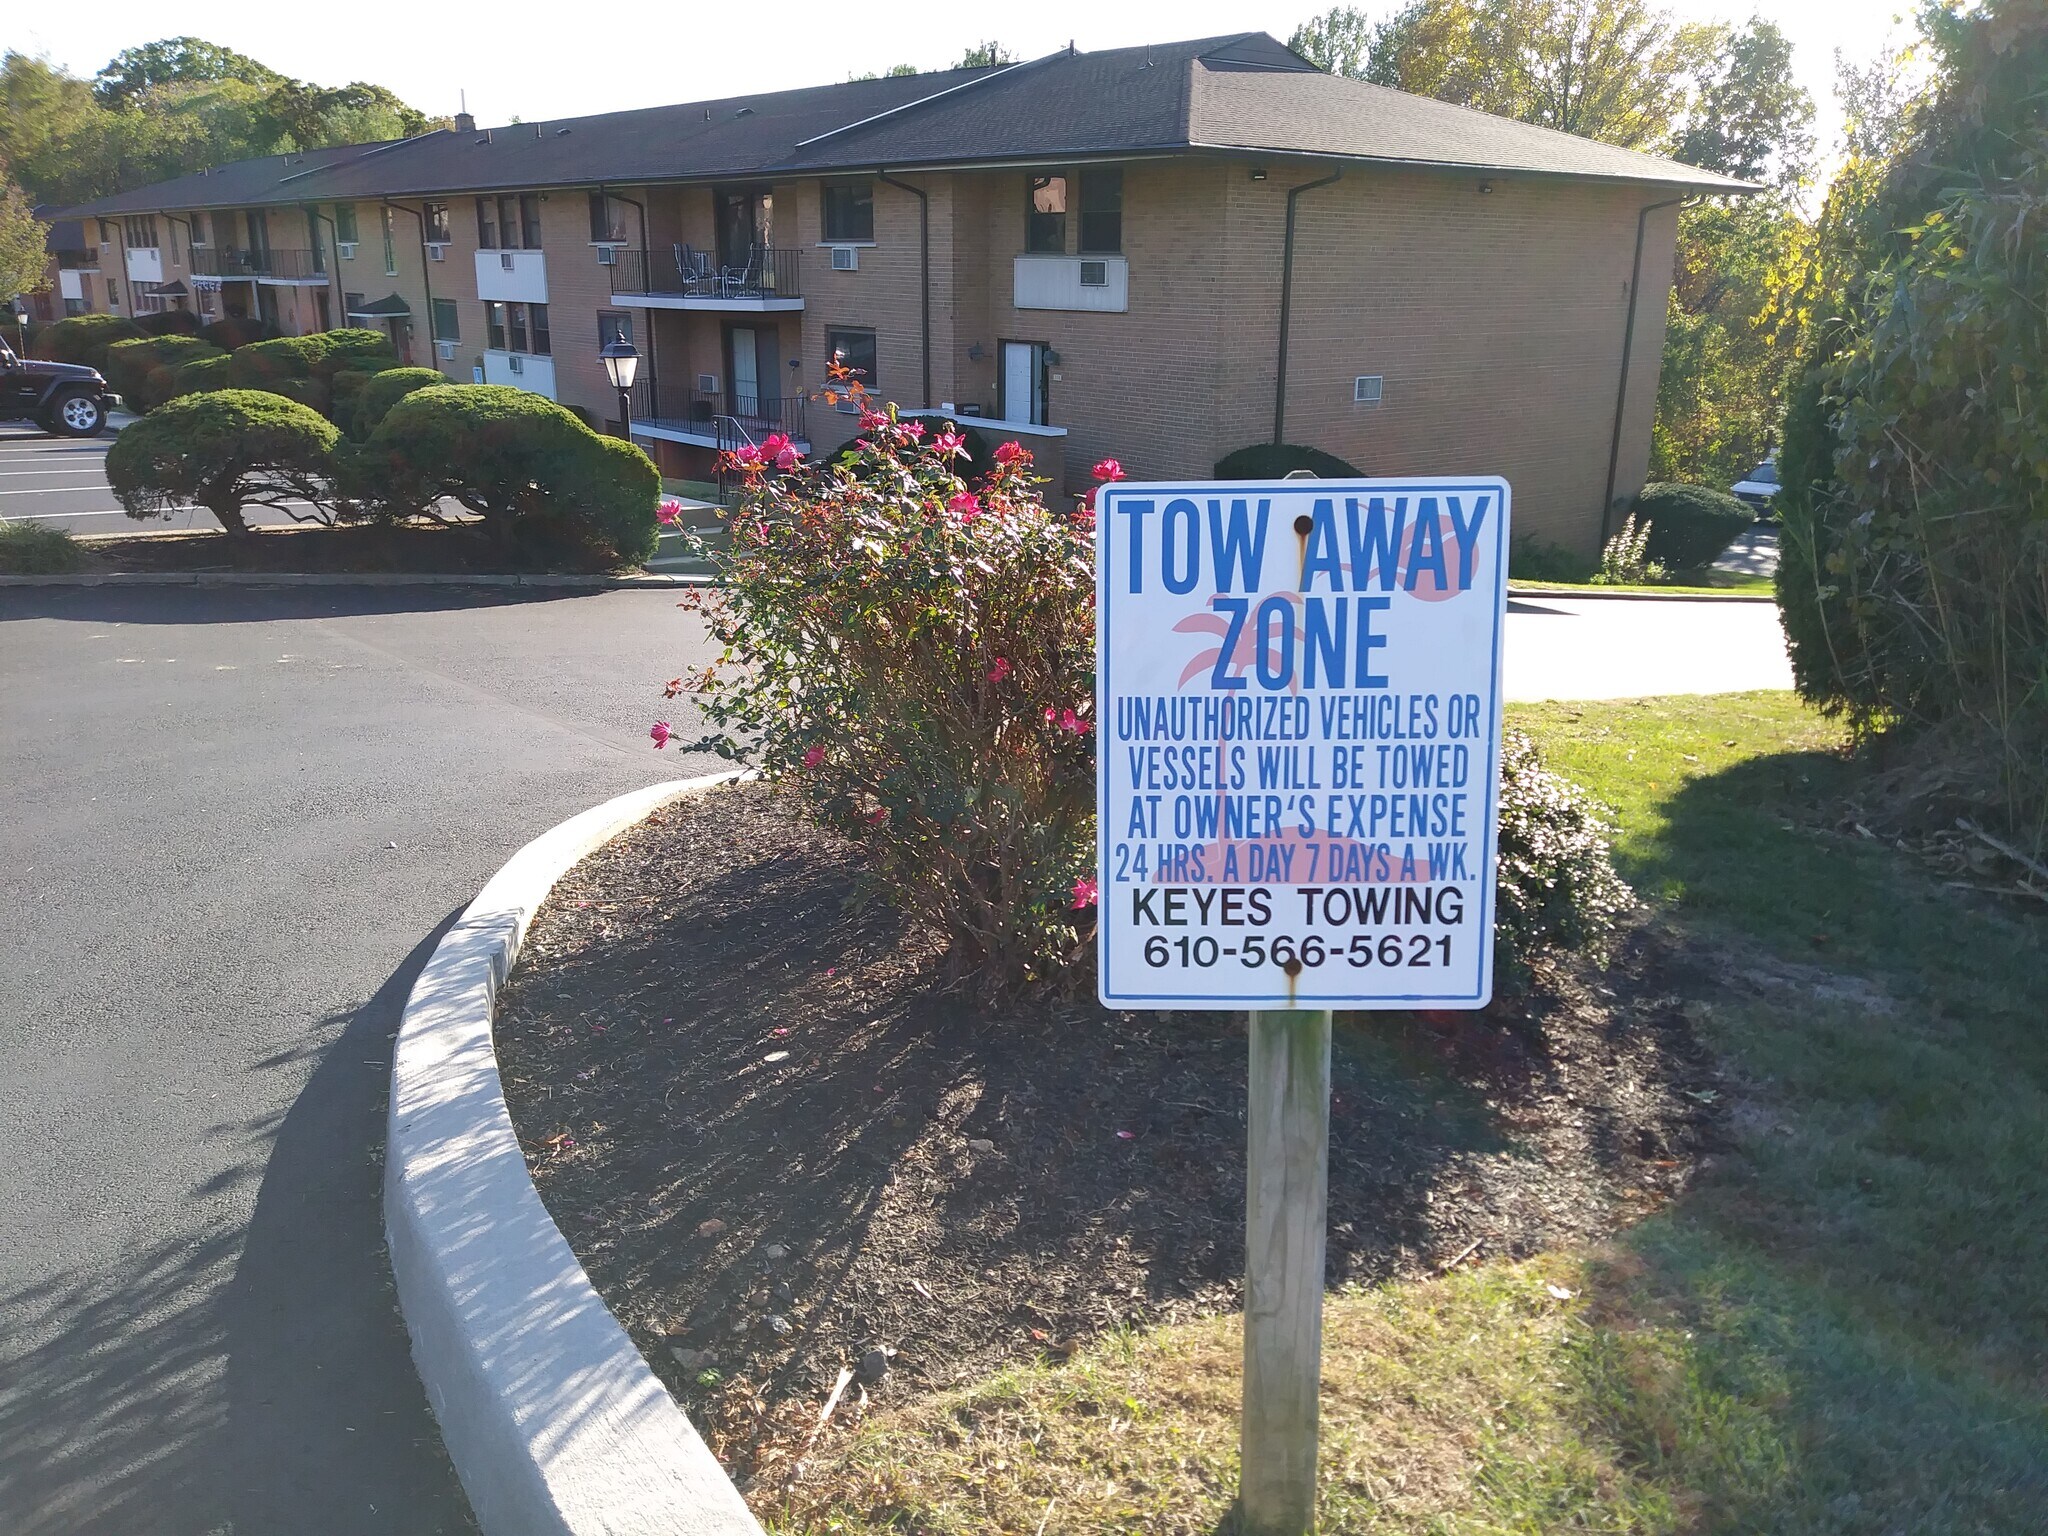 TOW AWAY
ZONE
UNAUTHORIZED VEHICLES OR
VESSELS WILL BE TOWED
AT OWNER'S EXPENSE
24 HRS. A DAY 7 DAYS A WK.
KEYES TOWING
610-566-5621